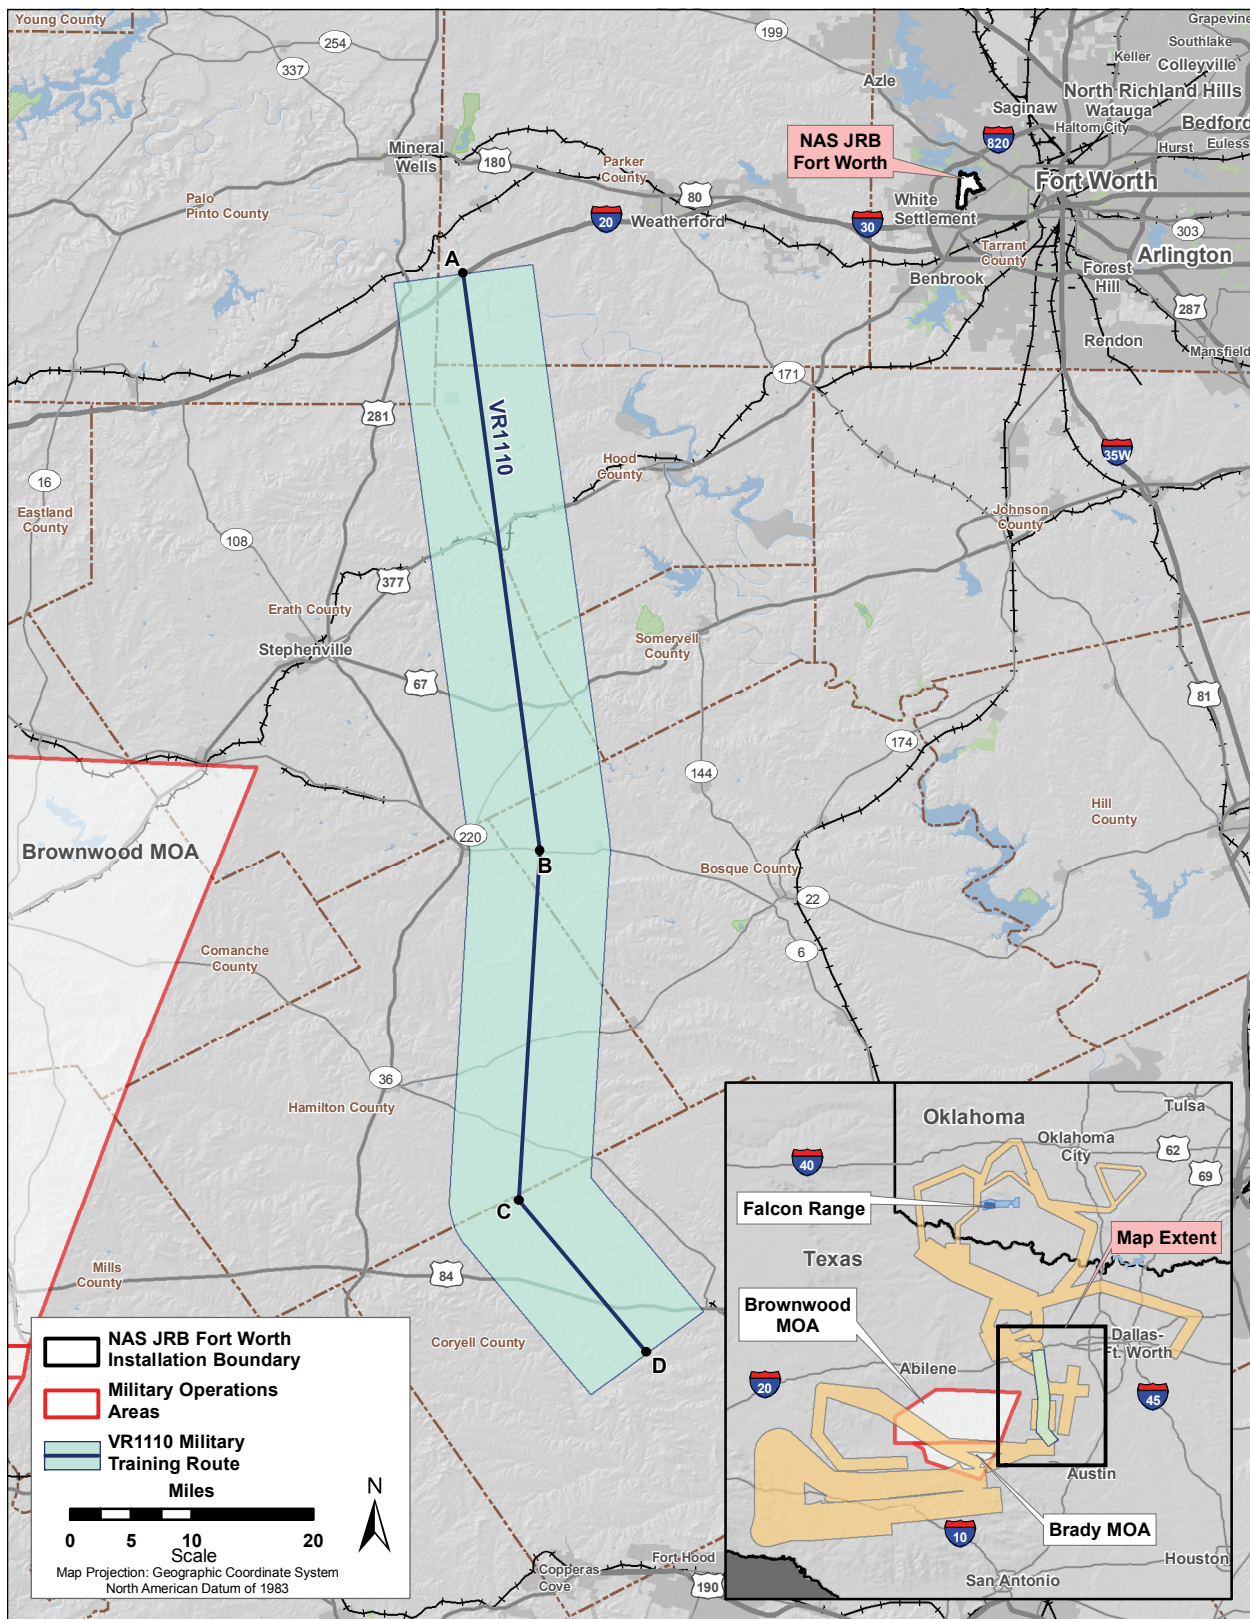 Young County
254
337
199
Azle
Grapevine
Southlake
Keller
Colleyville
North Richland Hills
Saginaw
Watauga
Haltom City
Bedford
Hurst
Euless
820
NAS JRB
Fort Worth
Mineral
Wells
180
Parker
County
80
Palo
Pinto County
20
Weatherford
30
White
Settlement
Fort Worth
303
Tarrant
County
Arlington
Benbrook
Forest
Hill
287
Rendon
Mansfield
A
VR1110
171
281
35W
16
Eastland
County
Hood
County
108
Johnson
County
377
Erath County
Stephenville
Somervell
County
67
81
174
144
Hill
County
220
Brownwood MOA
B
Bosque County
22
6
Comanche
County
36
Hamilton County
C
Mills
County
84
Coryell County
D
NAS JRB Fort Worth
Installation Boundary
Military Operations
Areas
VR1110 Military
Training Route
Miles
0 5 10 20
Scale
Map Projection: Geographic Coordinate System
North American Datum of 1983
N
Copperas
Cove
Fort Hood
190
Oklahoma
Tulsa
Oklahoma
City
62
69
40
Falcon Range
Map Extent
Texas
Brownwood
MOA
Dallas-
Ft. Worth
Abilene
20
45
Austin
Brady MOA
10
Houston
San Antonio